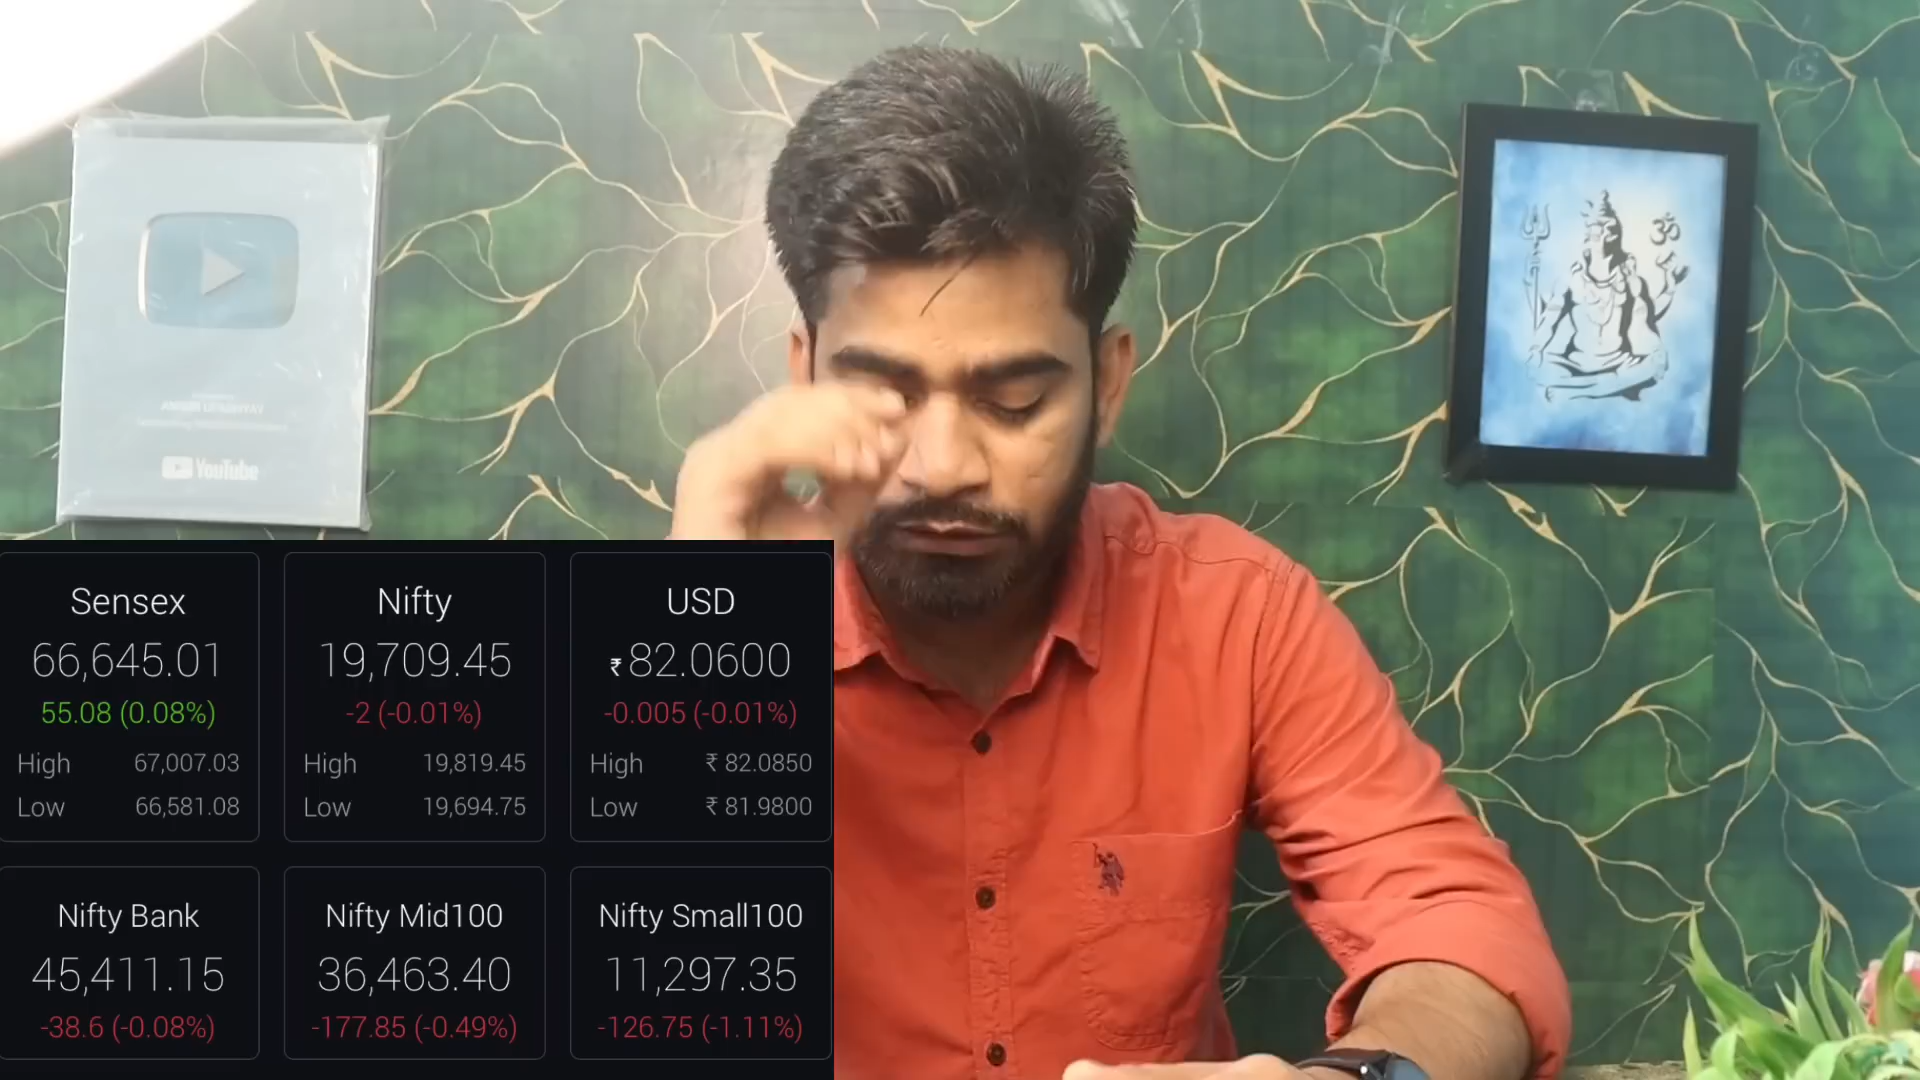 YouTube
ॐ
Sensex
66,645.01
55.08 (0.08%)
High 67,007.03
Low 66,581.08
Nifty
19,709.45
-2 (-0.01%)
High 19,819.45
Low 19,694.75
USD
₹ 82.0600
-0.005 (-0.01%)
High ₹ 82.0850
Low ₹ 81.9800
Nifty Bank
45,411.15
-38.6 (-0.08%)
Nifty Mid100
36,463.40
-177.85 (-0.49%)
Nifty Small100
11,297.35
-126.75 (-1.11%)